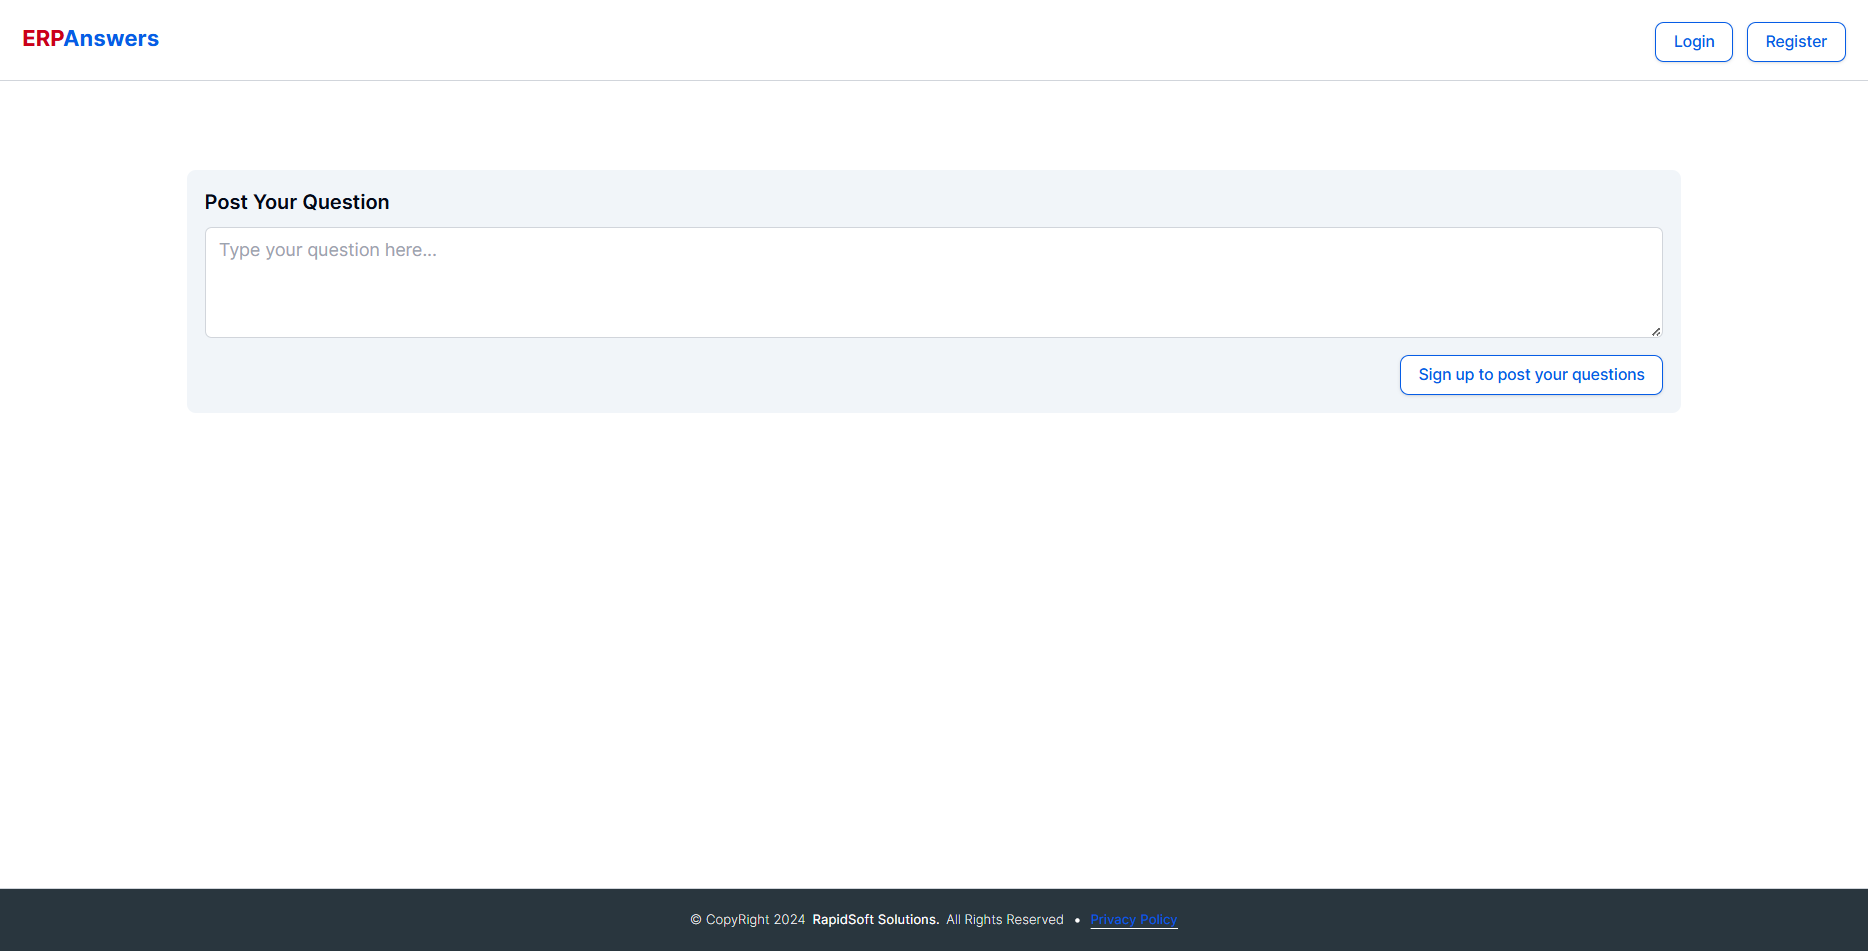 ERPAnswers
Login
Register
Post Your Question
Type your question here...
Sign up to post your questions
© CopyRight 2024 RapidSoft Solutions. All Rights Reserved • Privacy Policy